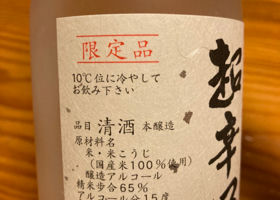 限定品
10℃位に冷やして
お飲み下さい
品目 清酒 本醸造
原材料名
米・米こうじ
(国産米100%使用)
醸造アルコール
精米歩合65%
アルコール分15度
超辛